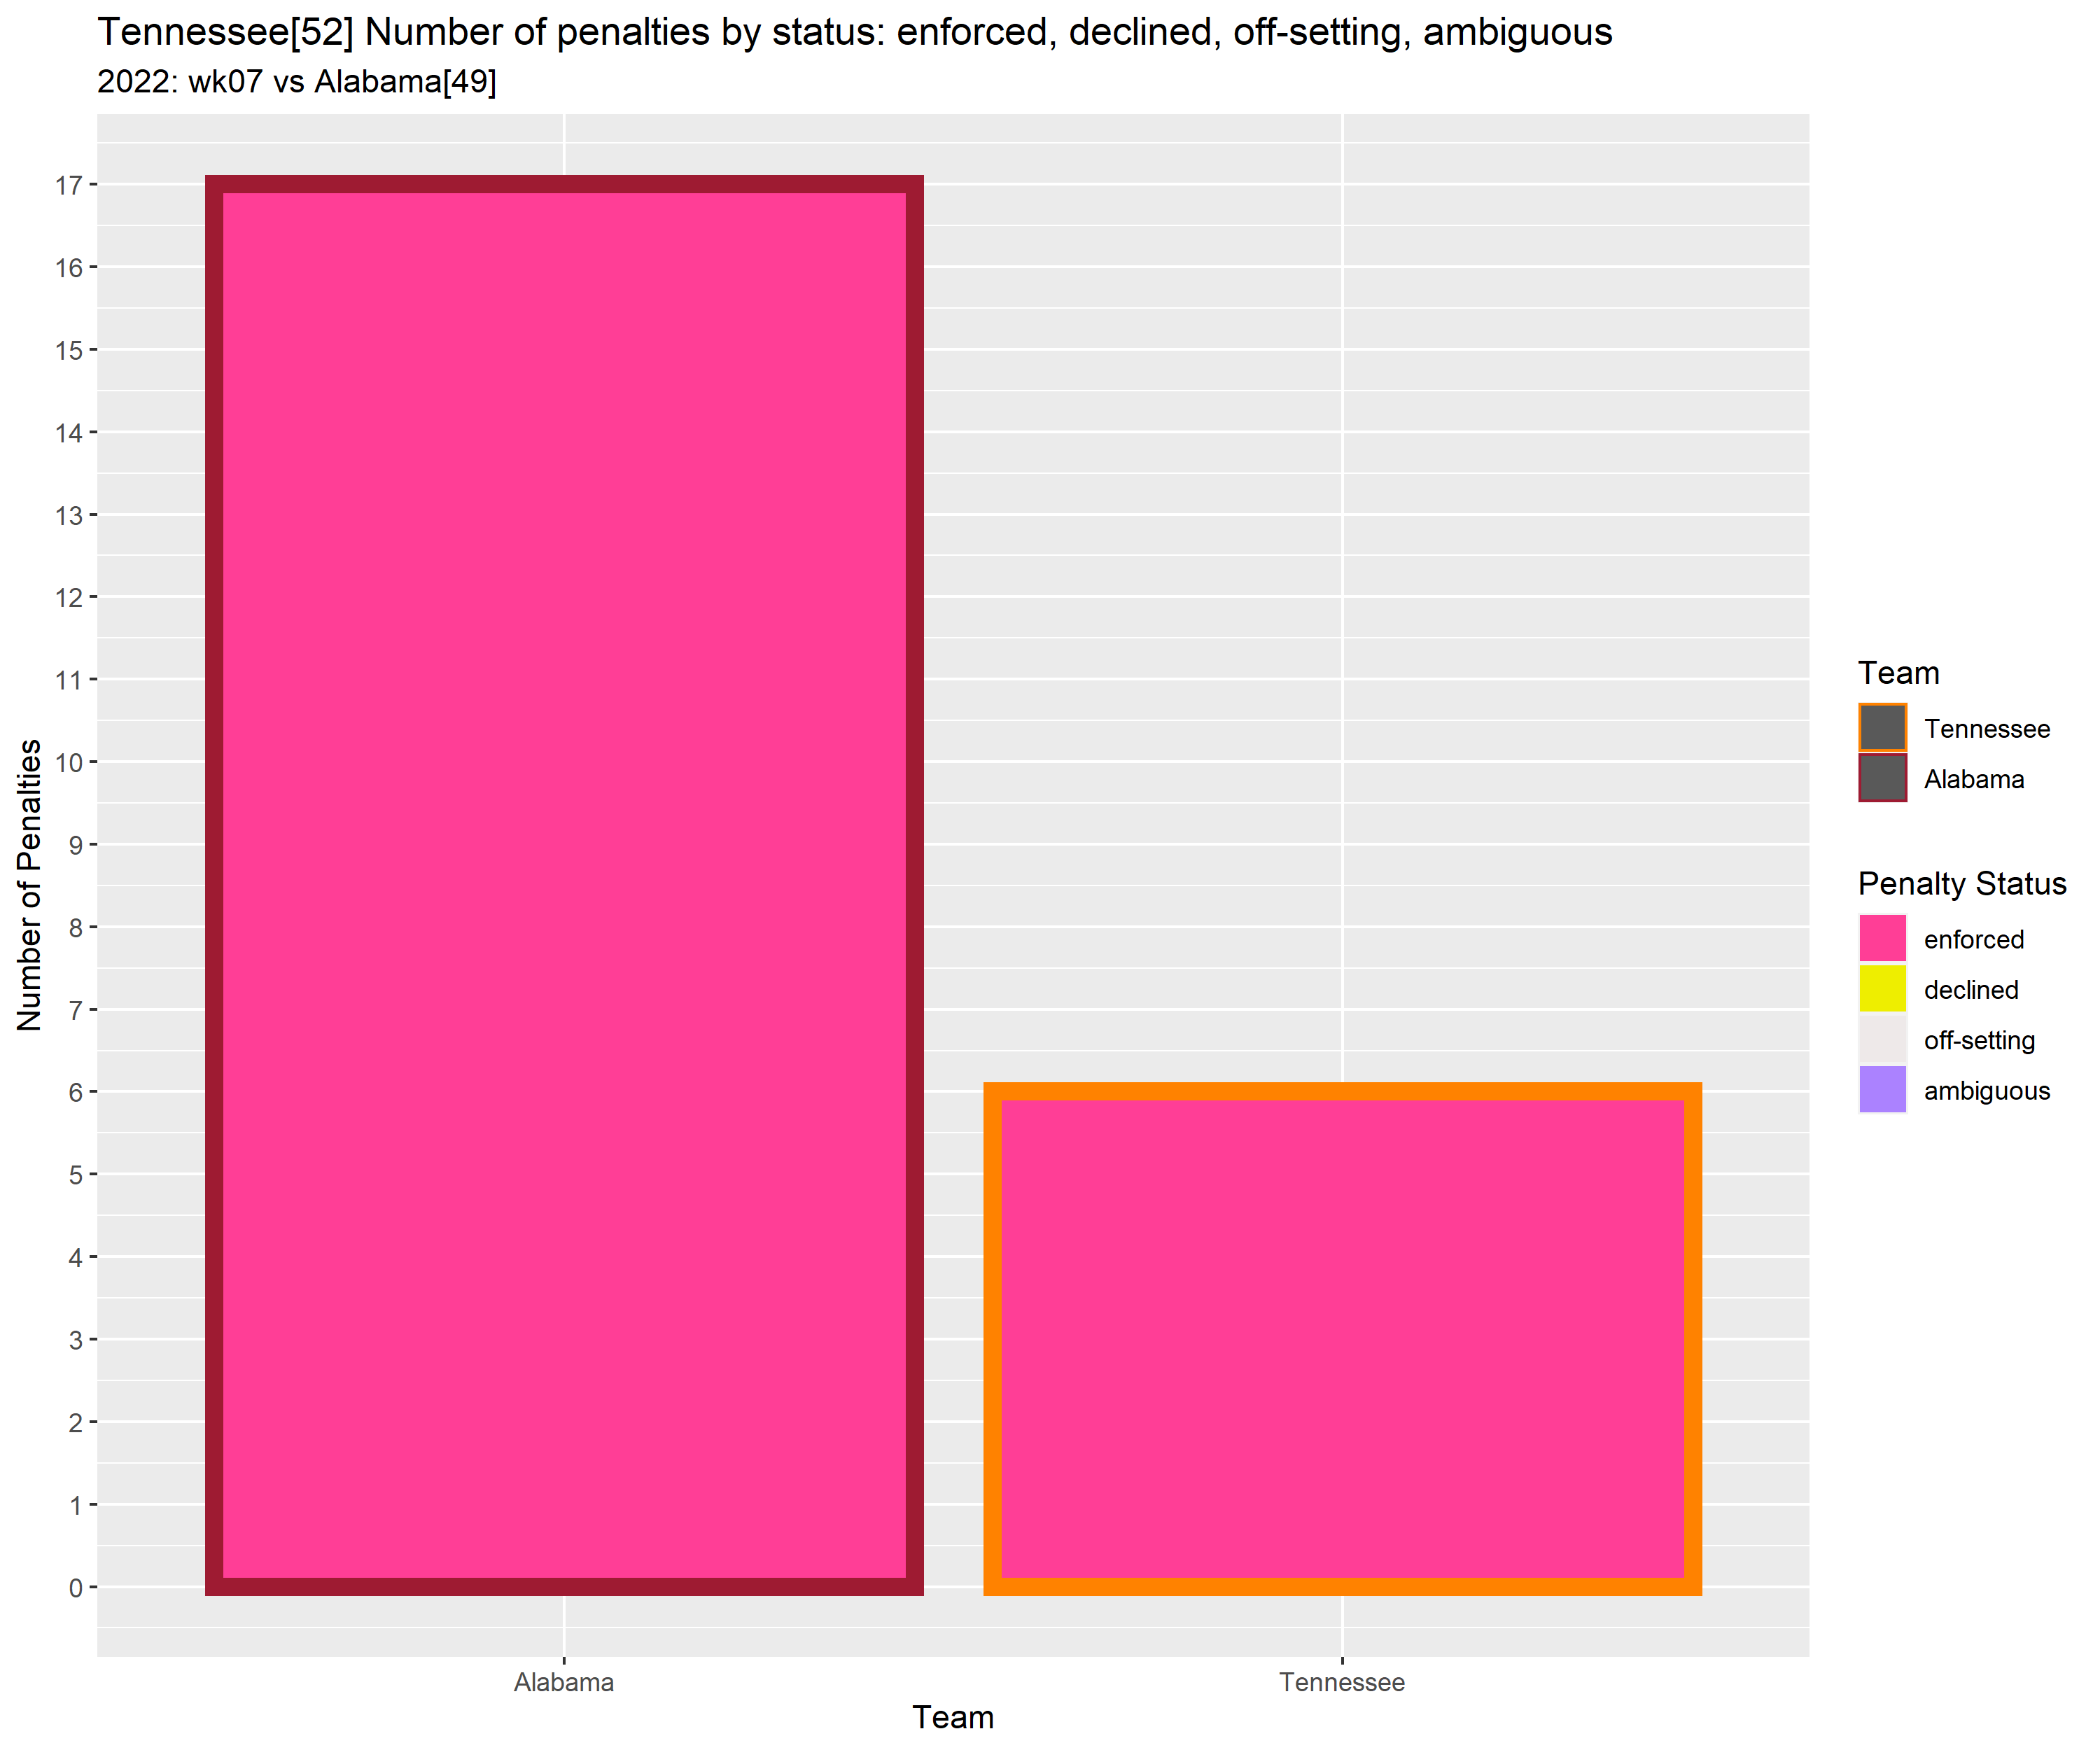 Tennessee[52] Number of penalties by status: enforced, declined, off-setting, ambiguous
2022: wk07 vs Alabama[49]
Number of Penalties
17
16
15
14
13
12
11
10
9
8
7
6
5
4
3
2
1
0
Alabama
Tennessee
Team
Team
Tennessee
Alabama
Penalty Status
enforced
declined
off-setting
ambiguous